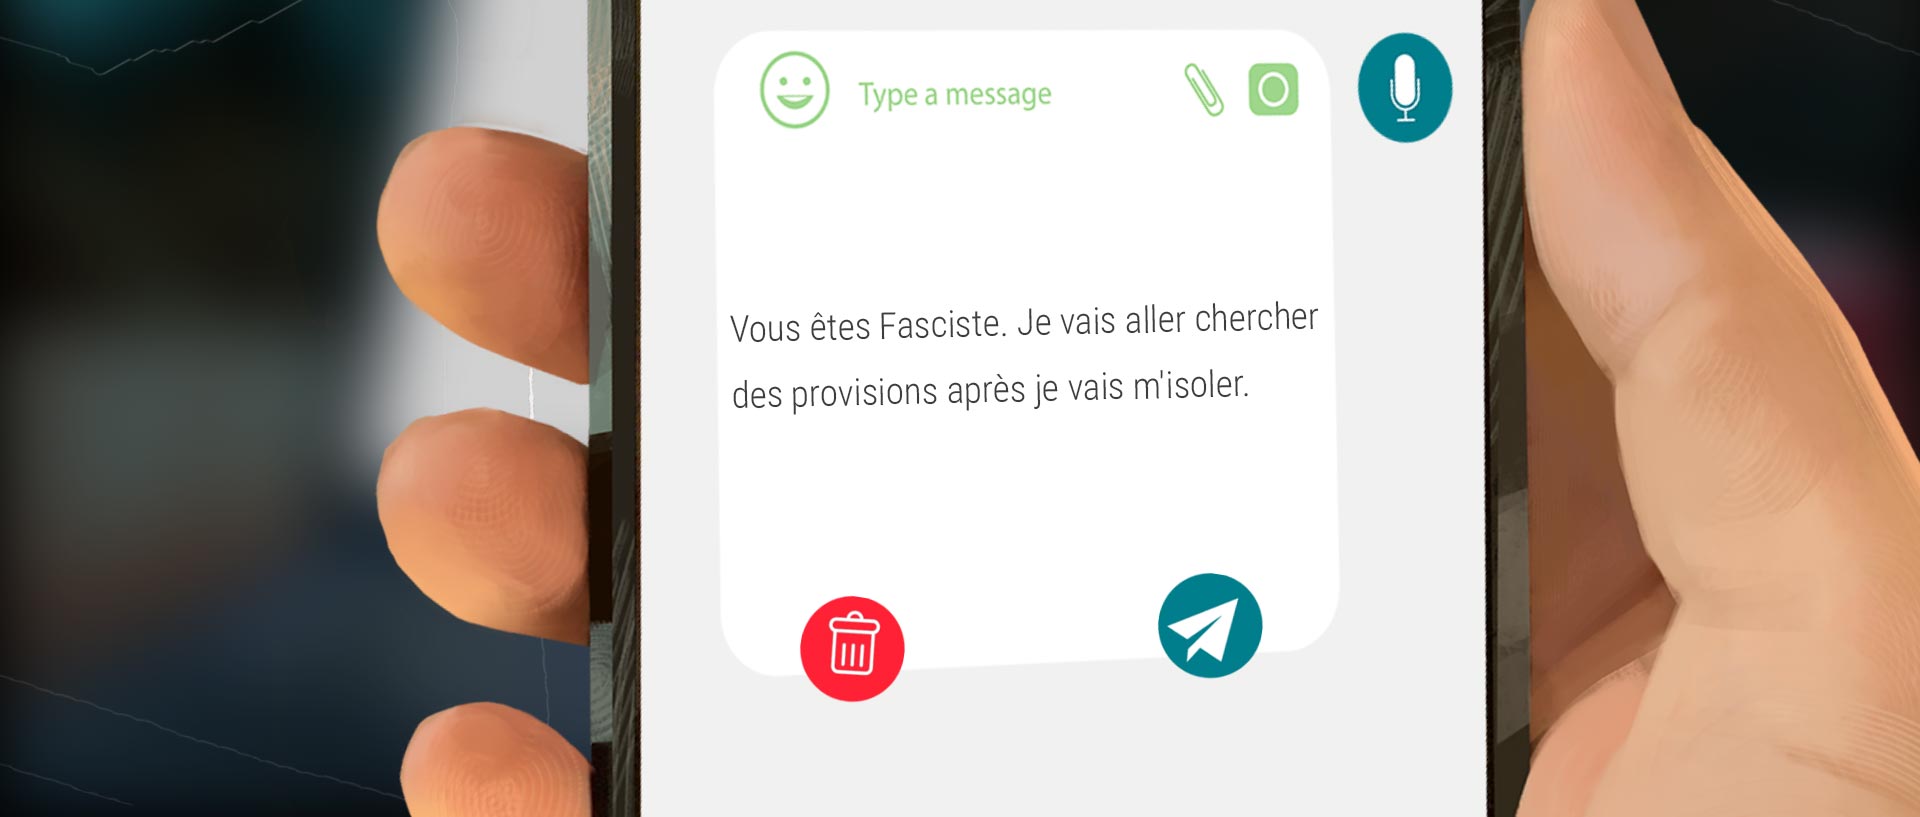 Type a message
Vous êtes Fasciste. Je vais aller chercher
des provisions après je vais m'isoler.